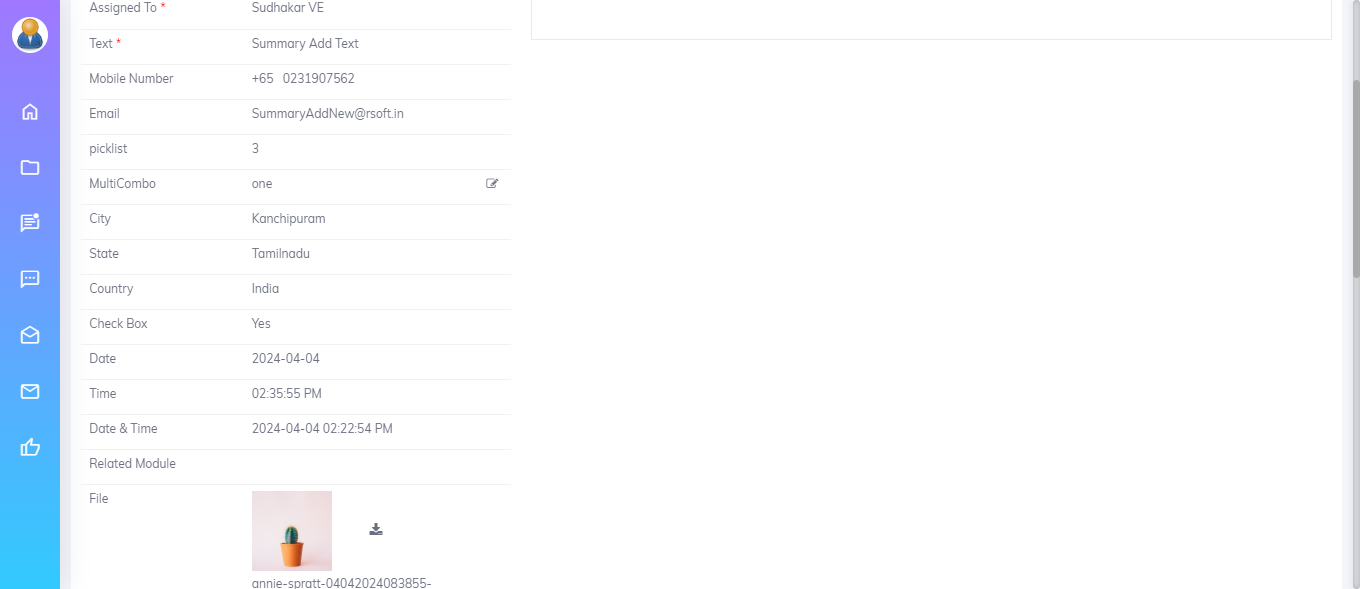 Assigned To * Sudhakar VE
Text * Summary Add Text
Mobile Number +65 0231907562
Email SummaryAddNew@rsoft.in
picklist 3
MultiCombo one
City Kanchipuram
State Tamilnadu
Country India
Check Box Yes
Date 2024-04-04
Time 02:35:55 PM
Date & Time 2024-04-04 02:22:54 PM
Related Module
File
annie-spratt-04042024083855-